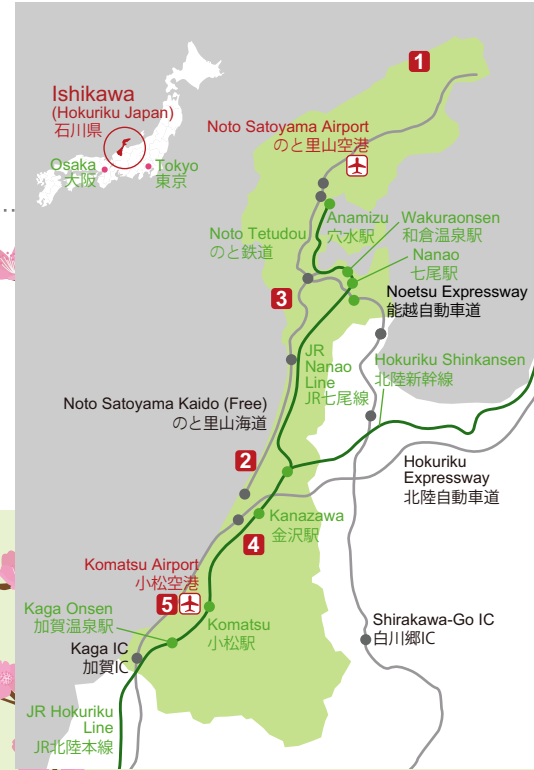 1
Ishikawa
(Hokuriku Japan)
石川県
Osaka
大阪
Tokyo
東京
Noto Satoyama Airport
のと里山空港
Anamizu
穴水駅
Wakuraonsen
和倉温泉駅
Noto Tetudou
のと鉄道
Nanao
七尾駅
3
Noetsu Expressway
能越自動車道
JR
Nanao
Line
JR七尾線
Hokuriku Shinkansen
北陸新幹線
Noto Satoyama Kaido (Free)
のと里山海道
2
Hokuriku
Expressway
北陸自動車道
Kanazawa
金沢駅
4
Komatsu Airport
小松空港
5
Kaga Onsen
加賀温泉駅
Komatsu
小松駅
Shirakawa-Go IC
白川郷IC
Kaga IC
加賀IC
JR Hokuriku
Line
JR北陸本線